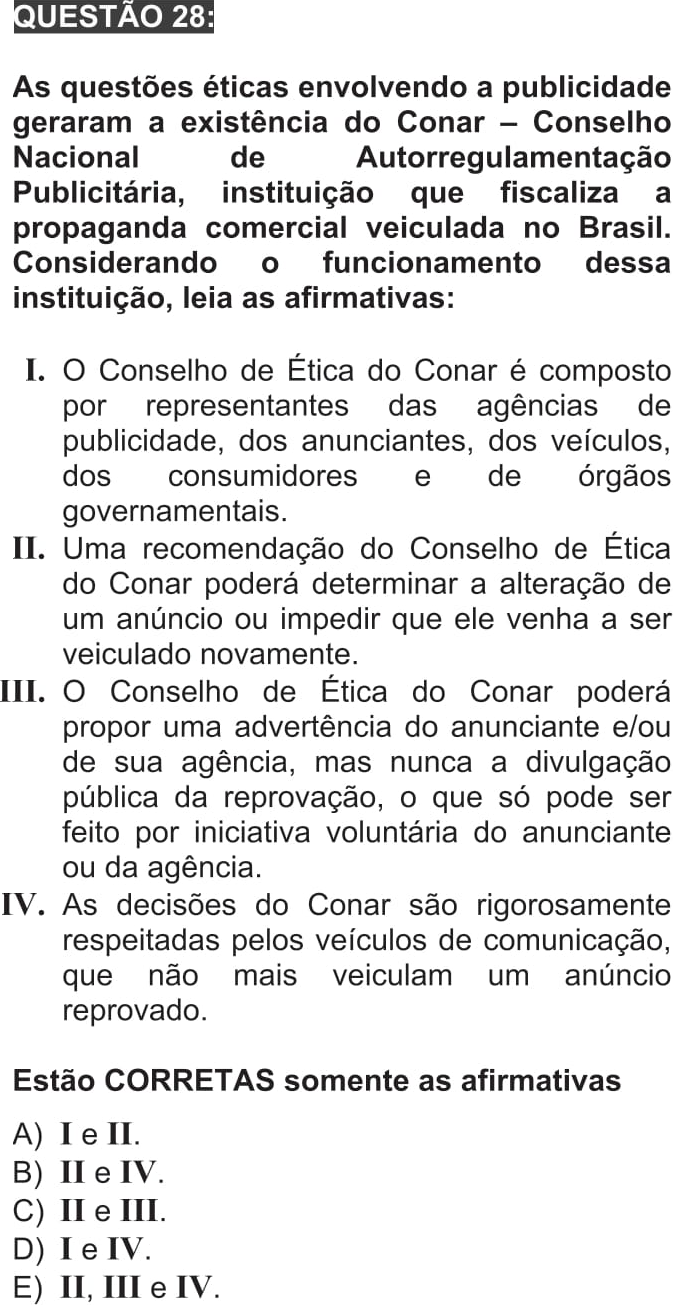 QUESTÃO 28:
As questões éticas envolvendo a publicidade
geraram a existência do Conar – Conselho
Nacional de Autorregulamentação
Publicitária, instituição que fiscaliza a
propaganda comercial veiculada no Brasil.
Considerando o funcionamento dessa
instituição, leia as afirmativas:
I. O Conselho de Ética do Conar é composto
por representantes das agências de
publicidade, dos anunciantes, dos veículos,
dos consumidores e de órgãos
governamentais.
II. Uma recomendação do Conselho de Ética
do Conar poderá determinar a alteração de
um anúncio ou impedir que ele venha a ser
veiculado novamente.
III. O Conselho de Ética do Conar poderá
propor uma advertência do anunciante e/ou
de sua agência, mas nunca a divulgação
pública da reprovação, o que só pode ser
feito por iniciativa voluntária do anunciante
ou da agência.
IV. As decisões do Conar são rigorosamente
respeitadas pelos veículos de comunicação,
que não mais veiculam um anúncio
reprovado.
Estão CORRETAS somente as afirmativas
A) I e II.
B) II e IV.
C) II e III.
D) I e IV.
E) II, III e IV.